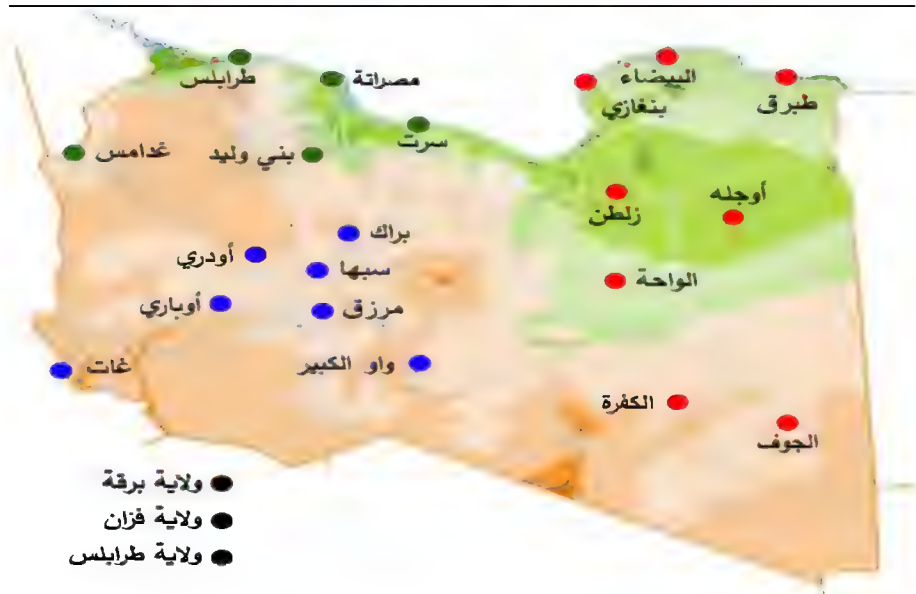 طرابلس
مصراتة
سرت
غدامس
بني وليد
البيضاء
بنغازي
طبرق
أوجله
زلطن
الواحة
براك
أودري
سبها
أوباري
مرزق
غات
واو الكبير
الكفرة
الجوف
ولاية برقة
ولاية فزان
ولاية طرابلس